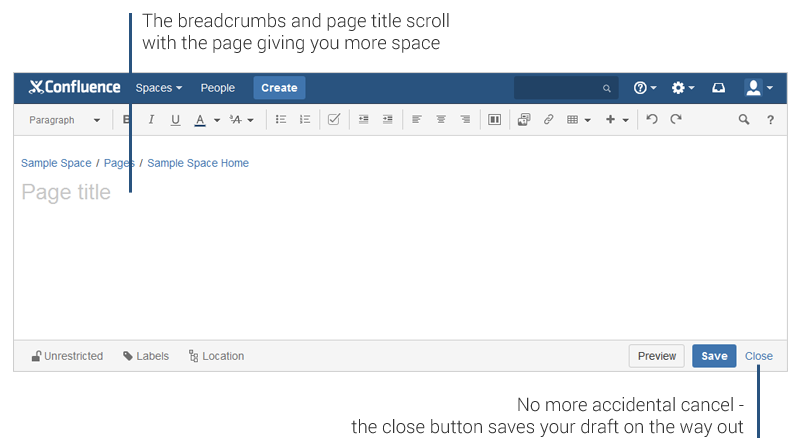 The breadcrumbs and page title scroll
with the page giving you more space
Confluence Spaces People Create
Paragraph B I U A A ?
Sample Space / Pages / Sample Space Home
Page title
Unrestricted Labels Location Preview Save Close
No more accidental cancel -
the close button saves your draft on the way out